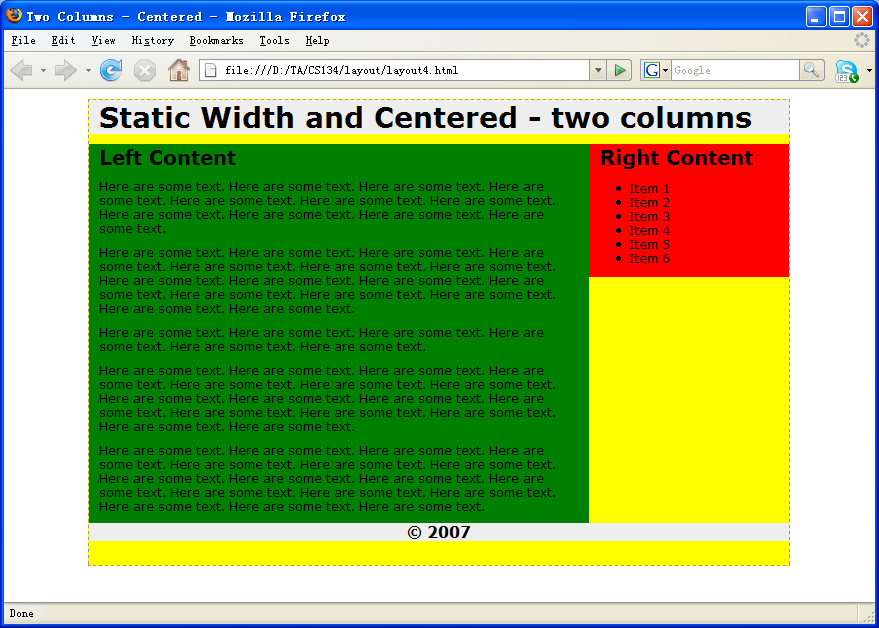 Two Columns - Centered - Mozilla Firefox
File Edit View History Bookmarks Tools Help
file:///D:/TA/CS134/layout/layout4.html
G
Google
S
123
Static Width and Centered - two columns
Left Content
Here are some text. Here are some text. Here are some text. Here are
some text. Here are some text. Here are some text. Here are some text.
Here are some text. Here are some text. Here are some text. Here are
some text.
Here are some text. Here are some text. Here are some text. Here are
some text. Here are some text. Here are some text. Here are some text.
Here are some text. Here are some text. Here are some text. Here are
some text. Here are some text. Here are some text. Here are some text.
Here are some text. Here are some text.
Here are some text. Here are some text. Here are some text. Here are
some text. Here are some text. Here are some text.
Here are some text. Here are some text. Here are some text. Here are
some text. Here are some text. Here are some text. Here are some text.
Here are some text. Here are some text. Here are some text. Here are
some text. Here are some text. Here are some text. Here are some text.
Here are some text. Here are some text.
Here are some text. Here are some text. Here are some text. Here are
some text. Here are some text. Here are some text. Here are some text.
Here are some text. Here are some text. Here are some text. Here are
some text. Here are some text. Here are some text. Here are some text.
Here are some text. Here are some text. Here are some text.
Right Content
Item 1
Item 2
Item 3
Item 4
Item 5
Item 6
© 2007
Done